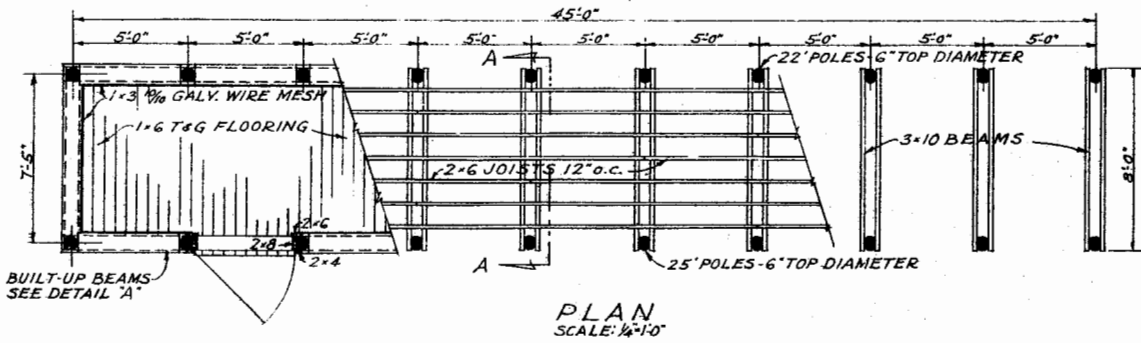 45'-0"
5'-0" 5'-0" 5'-0" 5'-0" 5'-0" 5'-0" 5'-0" 5'-0" 5'-0"
A
22' POLES-6" TOP DIAMETER
1×3 10/10 GALV. WIRE MESH
1×6 T&G FLOORING
3×10 BEAMS
7'-5"
2×6 JOISTS 12" o.c.
8'-0"
2×6
2×8
2×4
A
25' POLES-6" TOP DIAMETER
BUILT-UP BEAMS
SEE DETAIL "A"
PLAN
SCALE: 1/4"=1'-0"